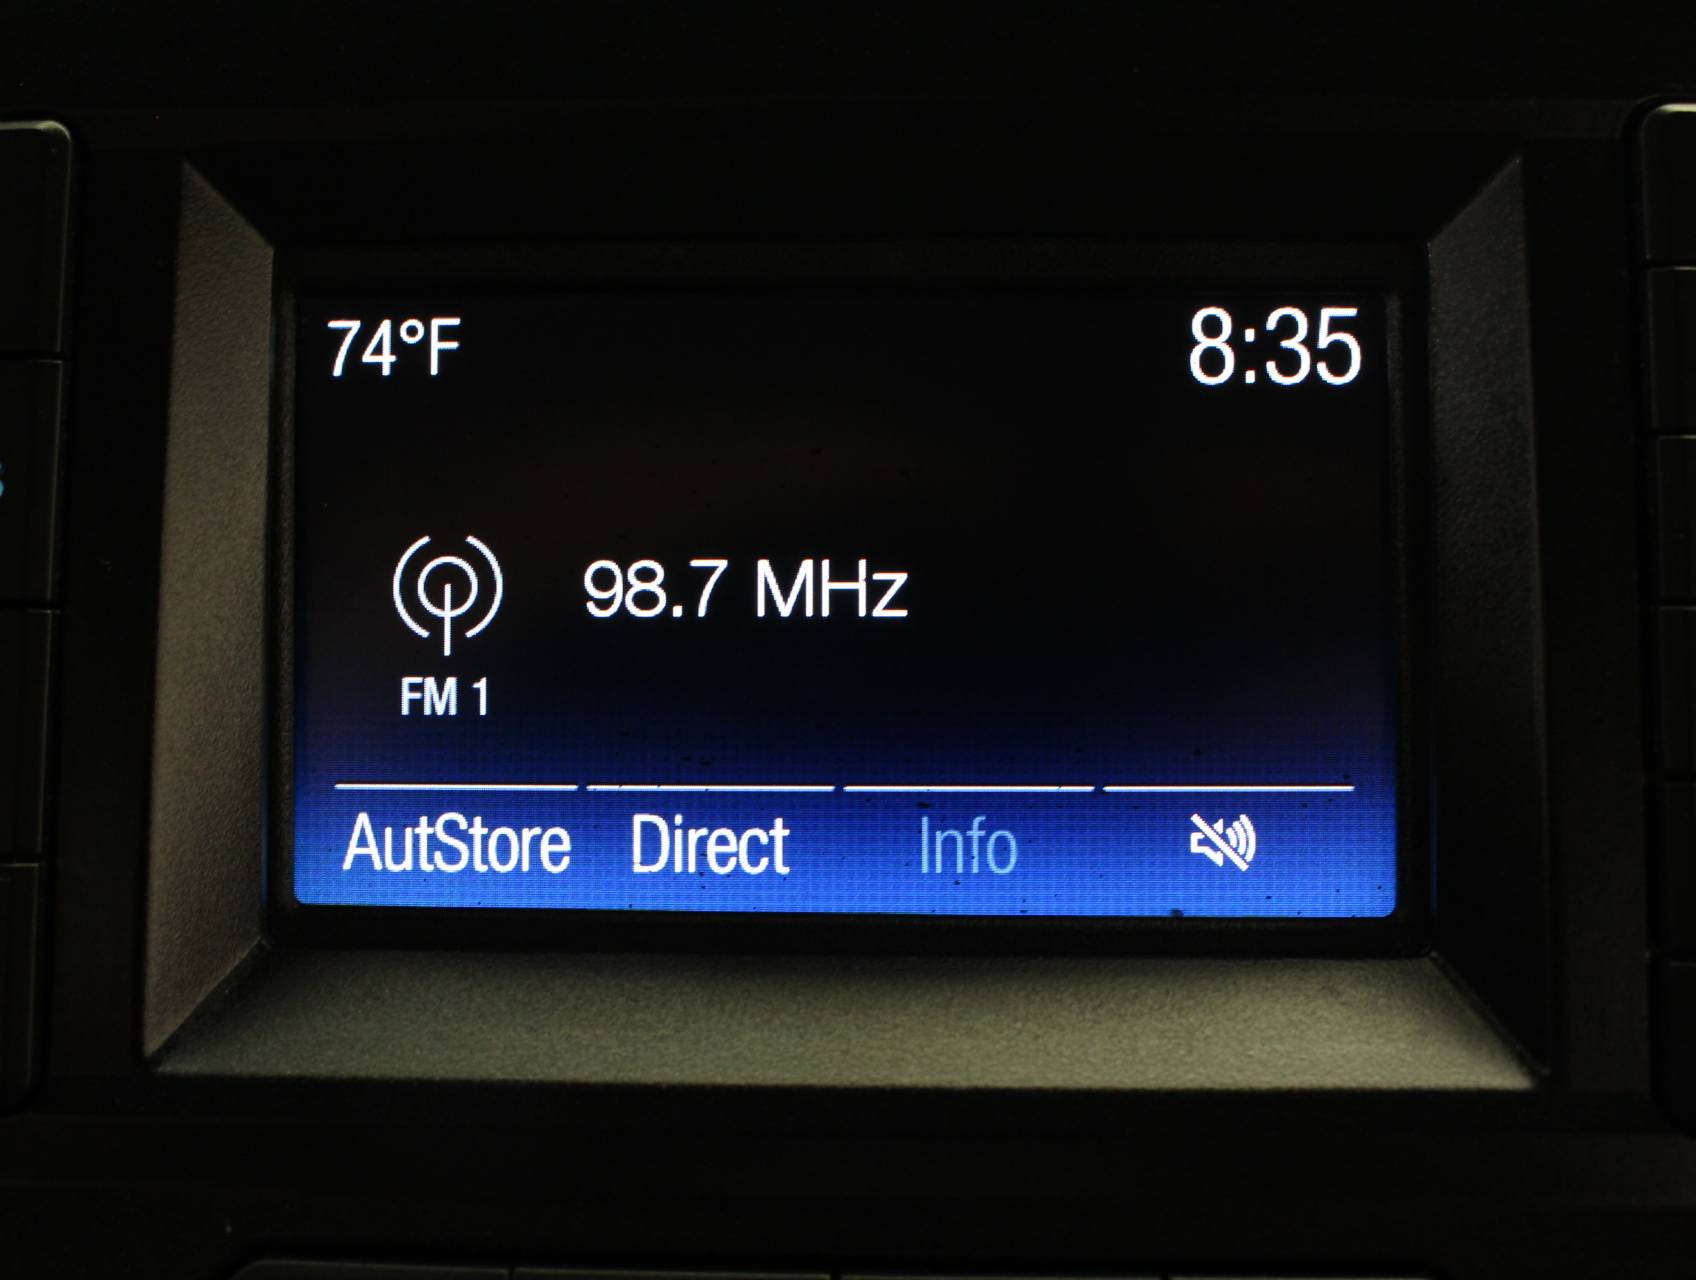 74°F 8:35
98.7 MHz
FM 1
AutStore Direct Info